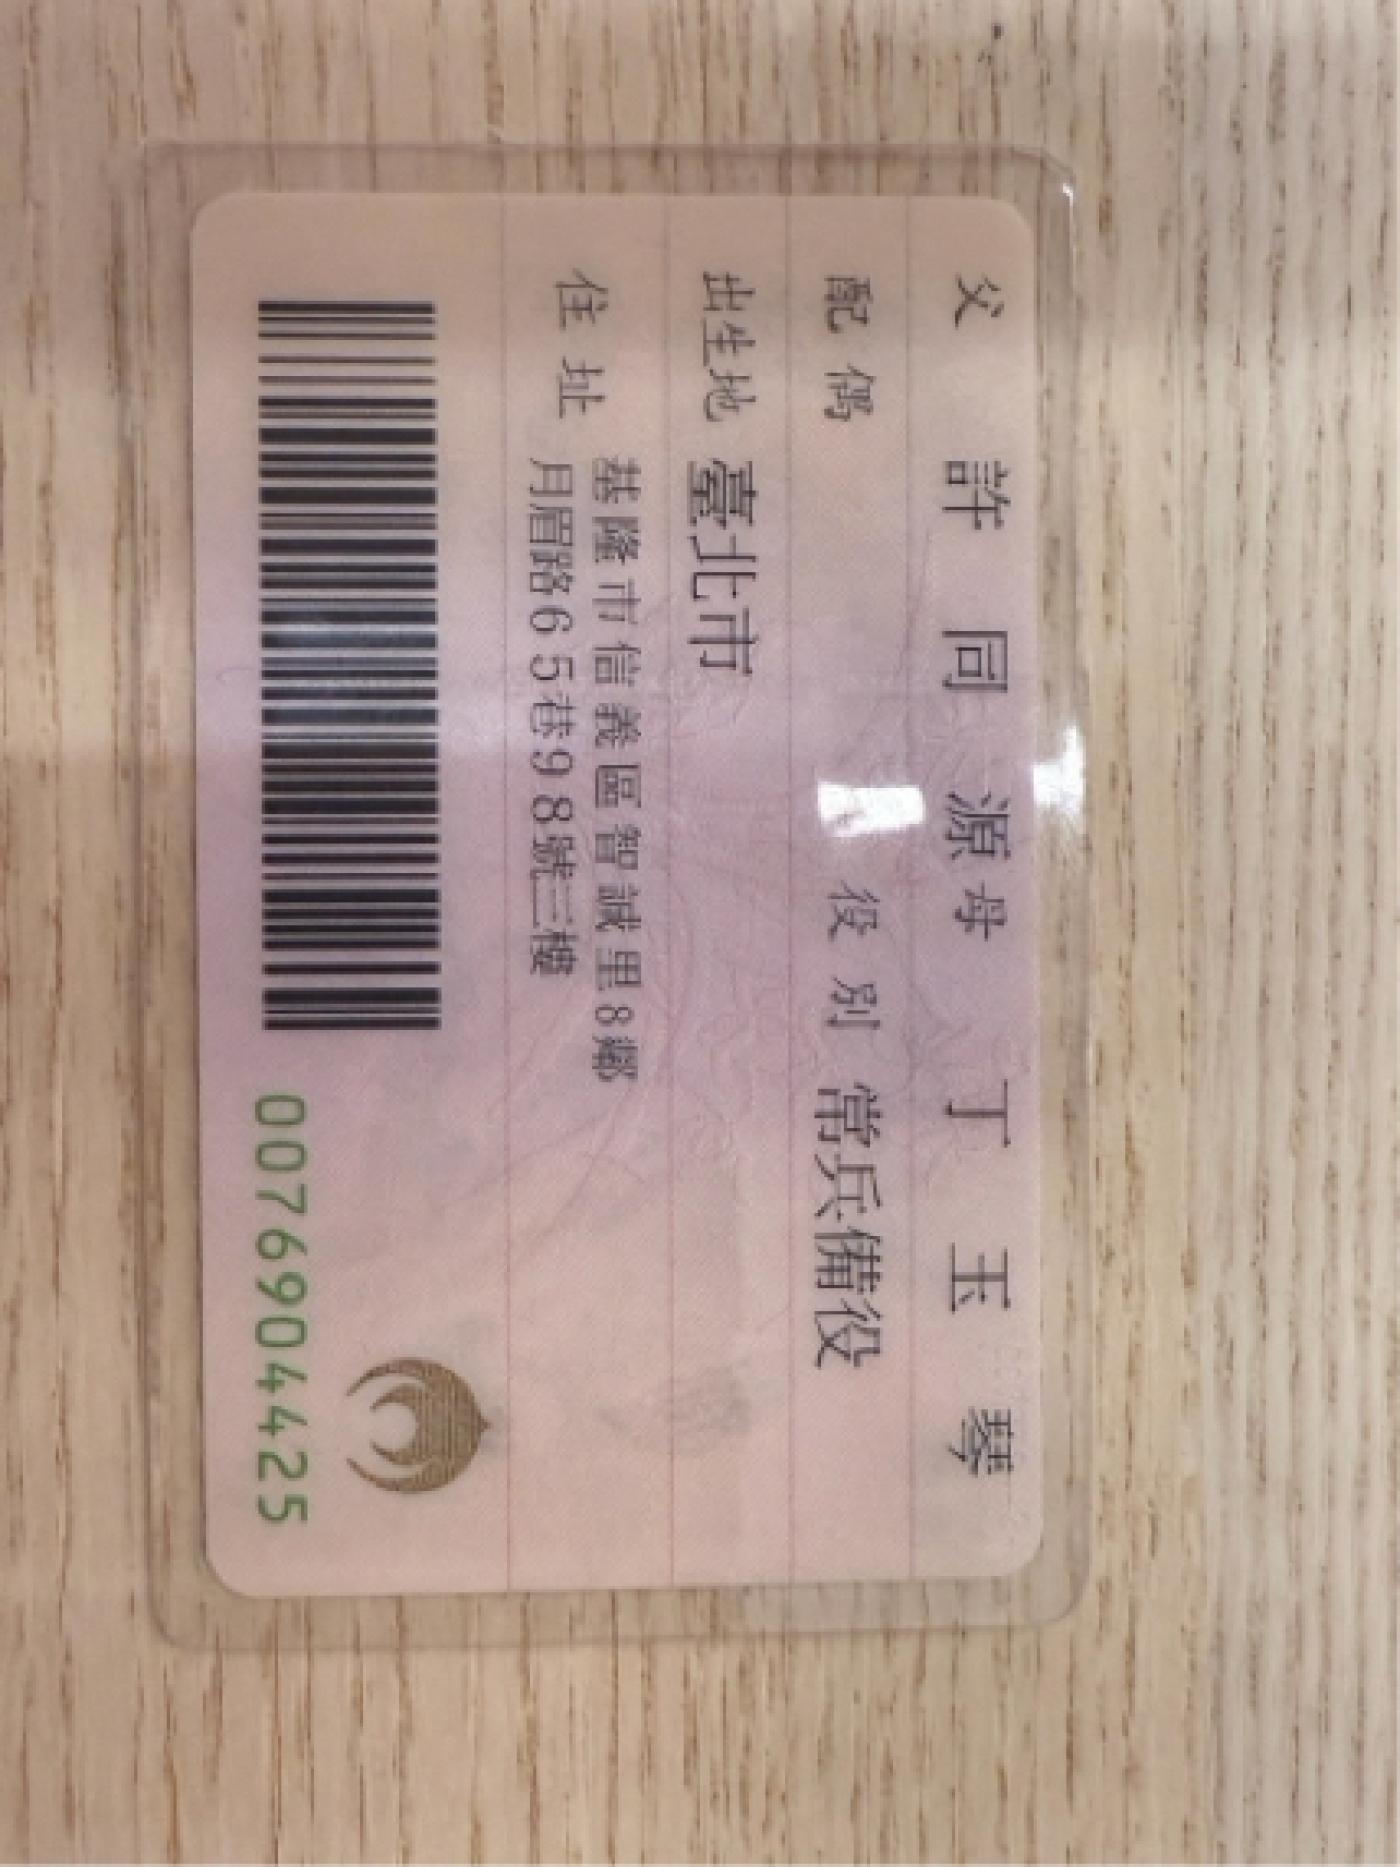 父 許同源 母 丁玉琴
配偶 役別 常兵備役
出生地 臺北市
住址 基隆市信義區智誠里8鄰
月眉路65巷98號三樓
0076904425